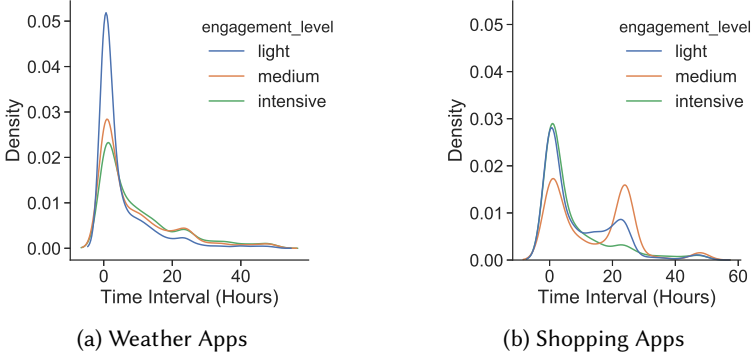 0.05
0.04
0.03
0.02
0.01
0.00
Density
engagement_level
light
medium
intensive
0
20
40
Time Interval (Hours)
(a) Weather Apps
0.05
0.04
0.03
0.02
0.01
0.00
Density
engagement_level
light
medium
intensive
0
20
40
60
Time Interval (Hours)
(b) Shopping Apps